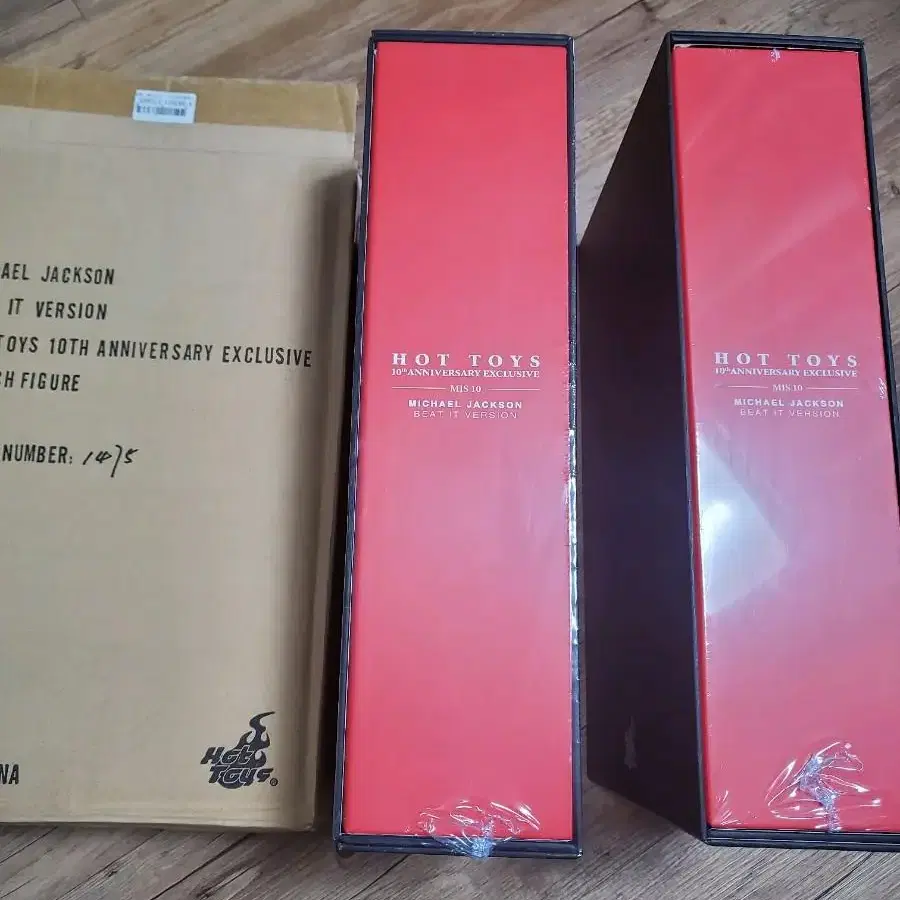 AEL JACKSON
IT VERSION
TOYS 10TH ANNIVERSARY EXCLUSIVE
CH FIGURE
NUMBER: 1475
NA
Hot
Toys®
HOT TOYS
10th ANNIVERSARY EXCLUSIVE
MIS 10
MICHAEL JACKSON
BEAT IT VERSION
HOT TOYS
10th ANNIVERSARY EXCLUSIVE
MIS 10
MICHAEL JACKSON
BEAT IT VERSION